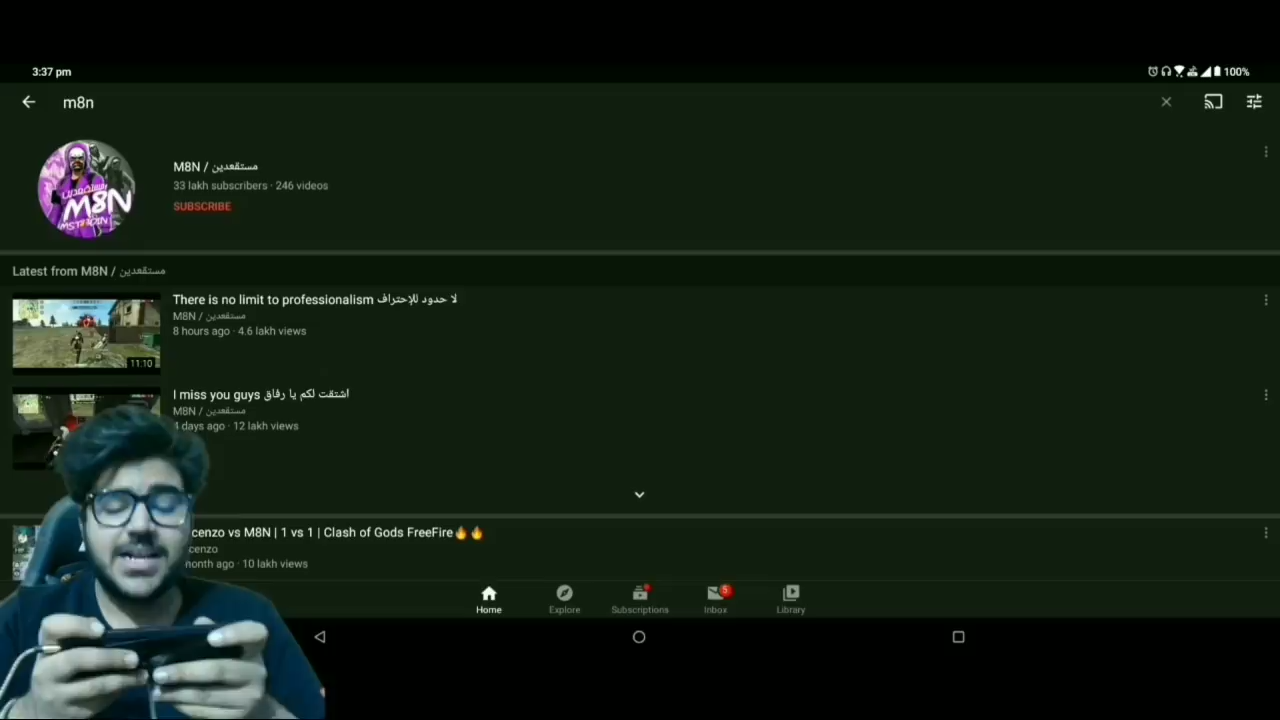 3:37 pm
100%
m8n
M8N / مستقعدين
33 lakh subscribers · 246 videos
SUBSCRIBE
M8N
Latest from M8N / مستقعدين
There is no limit to professionalism لا حدود للإحتراف
M8N / مستقعدين
8 hours ago · 4.6 lakh views
11:10
I miss you guys اشتقت لكم يا رفاق
M8N / مستقعدين
days ago · 12 lakh views
cenzo vs M8N | 1 vs 1 | Clash of Gods FreeFire🔥🔥
cenzo
month ago · 10 lakh views
5
Home
Explore
Subscriptions
Inbox
Library